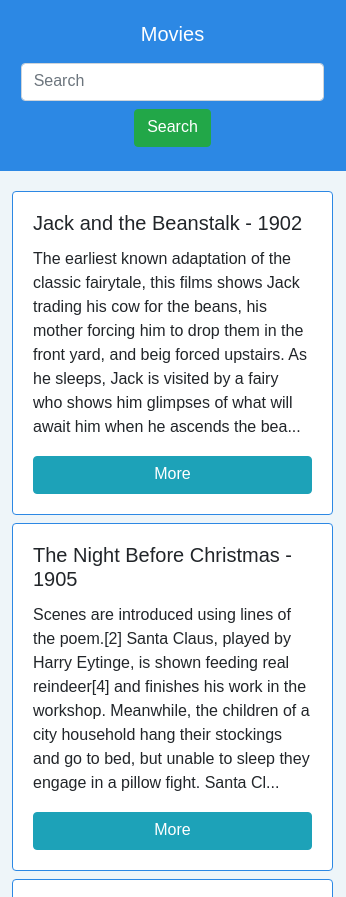 Movies
Search
Search
Jack and the Beanstalk - 1902
The earliest known adaptation of the
classic fairytale, this films shows Jack
trading his cow for the beans, his
mother forcing him to drop them in the
front yard, and beig forced upstairs. As
he sleeps, Jack is visited by a fairy
who shows him glimpses of what will
await him when he ascends the bea...
More
The Night Before Christmas -
1905
Scenes are introduced using lines of
the poem.[2] Santa Claus, played by
Harry Eytinge, is shown feeding real
reindeer[4] and finishes his work in the
workshop. Meanwhile, the children of a
city household hang their stockings
and go to bed, but unable to sleep they
engage in a pillow fight. Santa Cl...
More